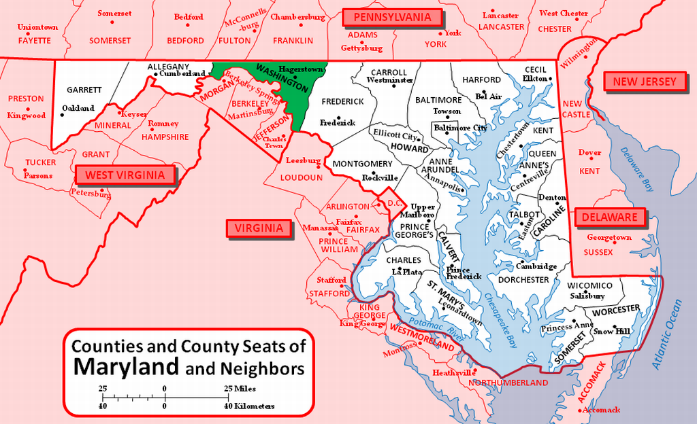 PENNSYLVANIA
Uniontown
FAYETTE
Somerset
SOMERSET
Bedford
BEDFORD
McConnells-
burg
FULTON
Chambersburg
FRANKLIN
ADAMS
Gettysburg
York
YORK
Lancaster
LANCASTER
West Chester
CHESTER
NEW JERSEY
Wilmington
NEW
CASTLE
Dover
KENT
Delaware Bay
DELAWARE
Georgetown
SUSSEX
GARRETT
Oakland
ALLEGANY
Cumberland
Hagerstown
WASHINGTON
FREDERICK
Frederick
CARROLL
Westminster
BALTIMORE
Towson
Baltimore City
HARFORD
Bel Air
CECIL
Elkton
Ellicott City
HOWARD
MONTGOMERY
Rockville
ANNE
ARUNDEL
Annapolis
Chestertown
KENT
QUEEN
ANNE'S
Centreville
Denton
CAROLINE
TALBOT
Easton
Upper
Marlboro
PRINCE
GEORGE'S
CALVERT
Prince
Frederick
CHARLES
La Plata
ST. MARY'S
Leonardtown
Cambridge
DORCHESTER
WICOMICO
Salisbury
WORCESTER
Snow Hill
Princess Anne
SOMERSET
Chesapeake Bay
Potomac River
Atlantic Ocean
PRESTON
Kingwood
TUCKER
Parsons
MINERAL
Keyser
Romney
HAMPSHIRE
GRANT
Petersburg
WEST VIRGINIA
MORGAN
Berkeley Springs
BERKELEY
Martinsburg
JEFFERSON
Charles
Town
VIRGINIA
Leesburg
LOUDOUN
ARLINGTON
D.C.
Fairfax
FAIRFAX
Manassas
PRINCE
WILLIAM
Stafford
STAFFORD
KING
GEORGE
King George
WESTMORELAND
Montross
Heathsville
NORTHUMBERLAND
ACCOMACK
Accomack
Counties and County Seats of
Maryland and Neighbors
25 0 25 Miles
40 0 40 Kilometers